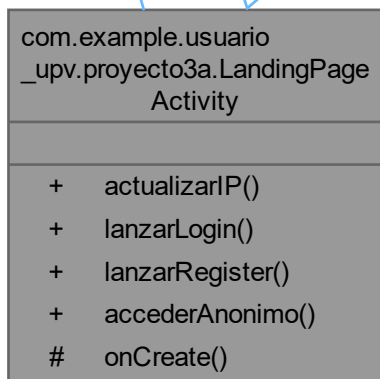 com.example.usuario
_upv.proyecto3a.LandingPage
Activity
+ actualizarIP()
+ lanzarLogin()
+ lanzarRegister()
+ accederAnonimo()
# onCreate()